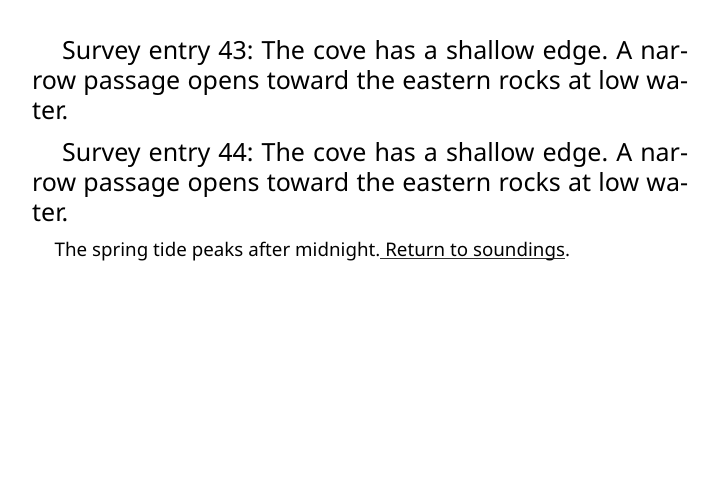 Survey entry 43: The cove has a shallow edge. A nar-
row passage opens toward the eastern rocks at low wa-
ter.
Survey entry 44: The cove has a shallow edge. A nar-
row passage opens toward the eastern rocks at low wa-
ter.
The spring tide peaks after midnight. Return to soundings.